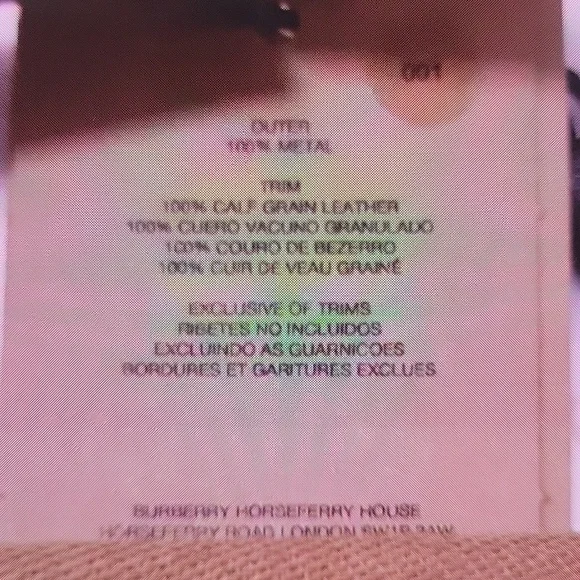 001
OUTER
100% METAL
TRIM
100% CALF GRAIN LEATHER
100% CUERO VACUNO GRANULADO
100% COURO DE BEZERRO
100% CUIR DE VEAU GRAINÉ
EXCLUSIVE OF TRIMS
RIBETES NO INCLUIDOS
EXCLUINDO AS GUARNICOES
BORDURES ET GARITURES EXCLUES
BURBERRY HORSEFERRY HOUSE
HORSEFERRY ROAD LONDON SW1P 2AW